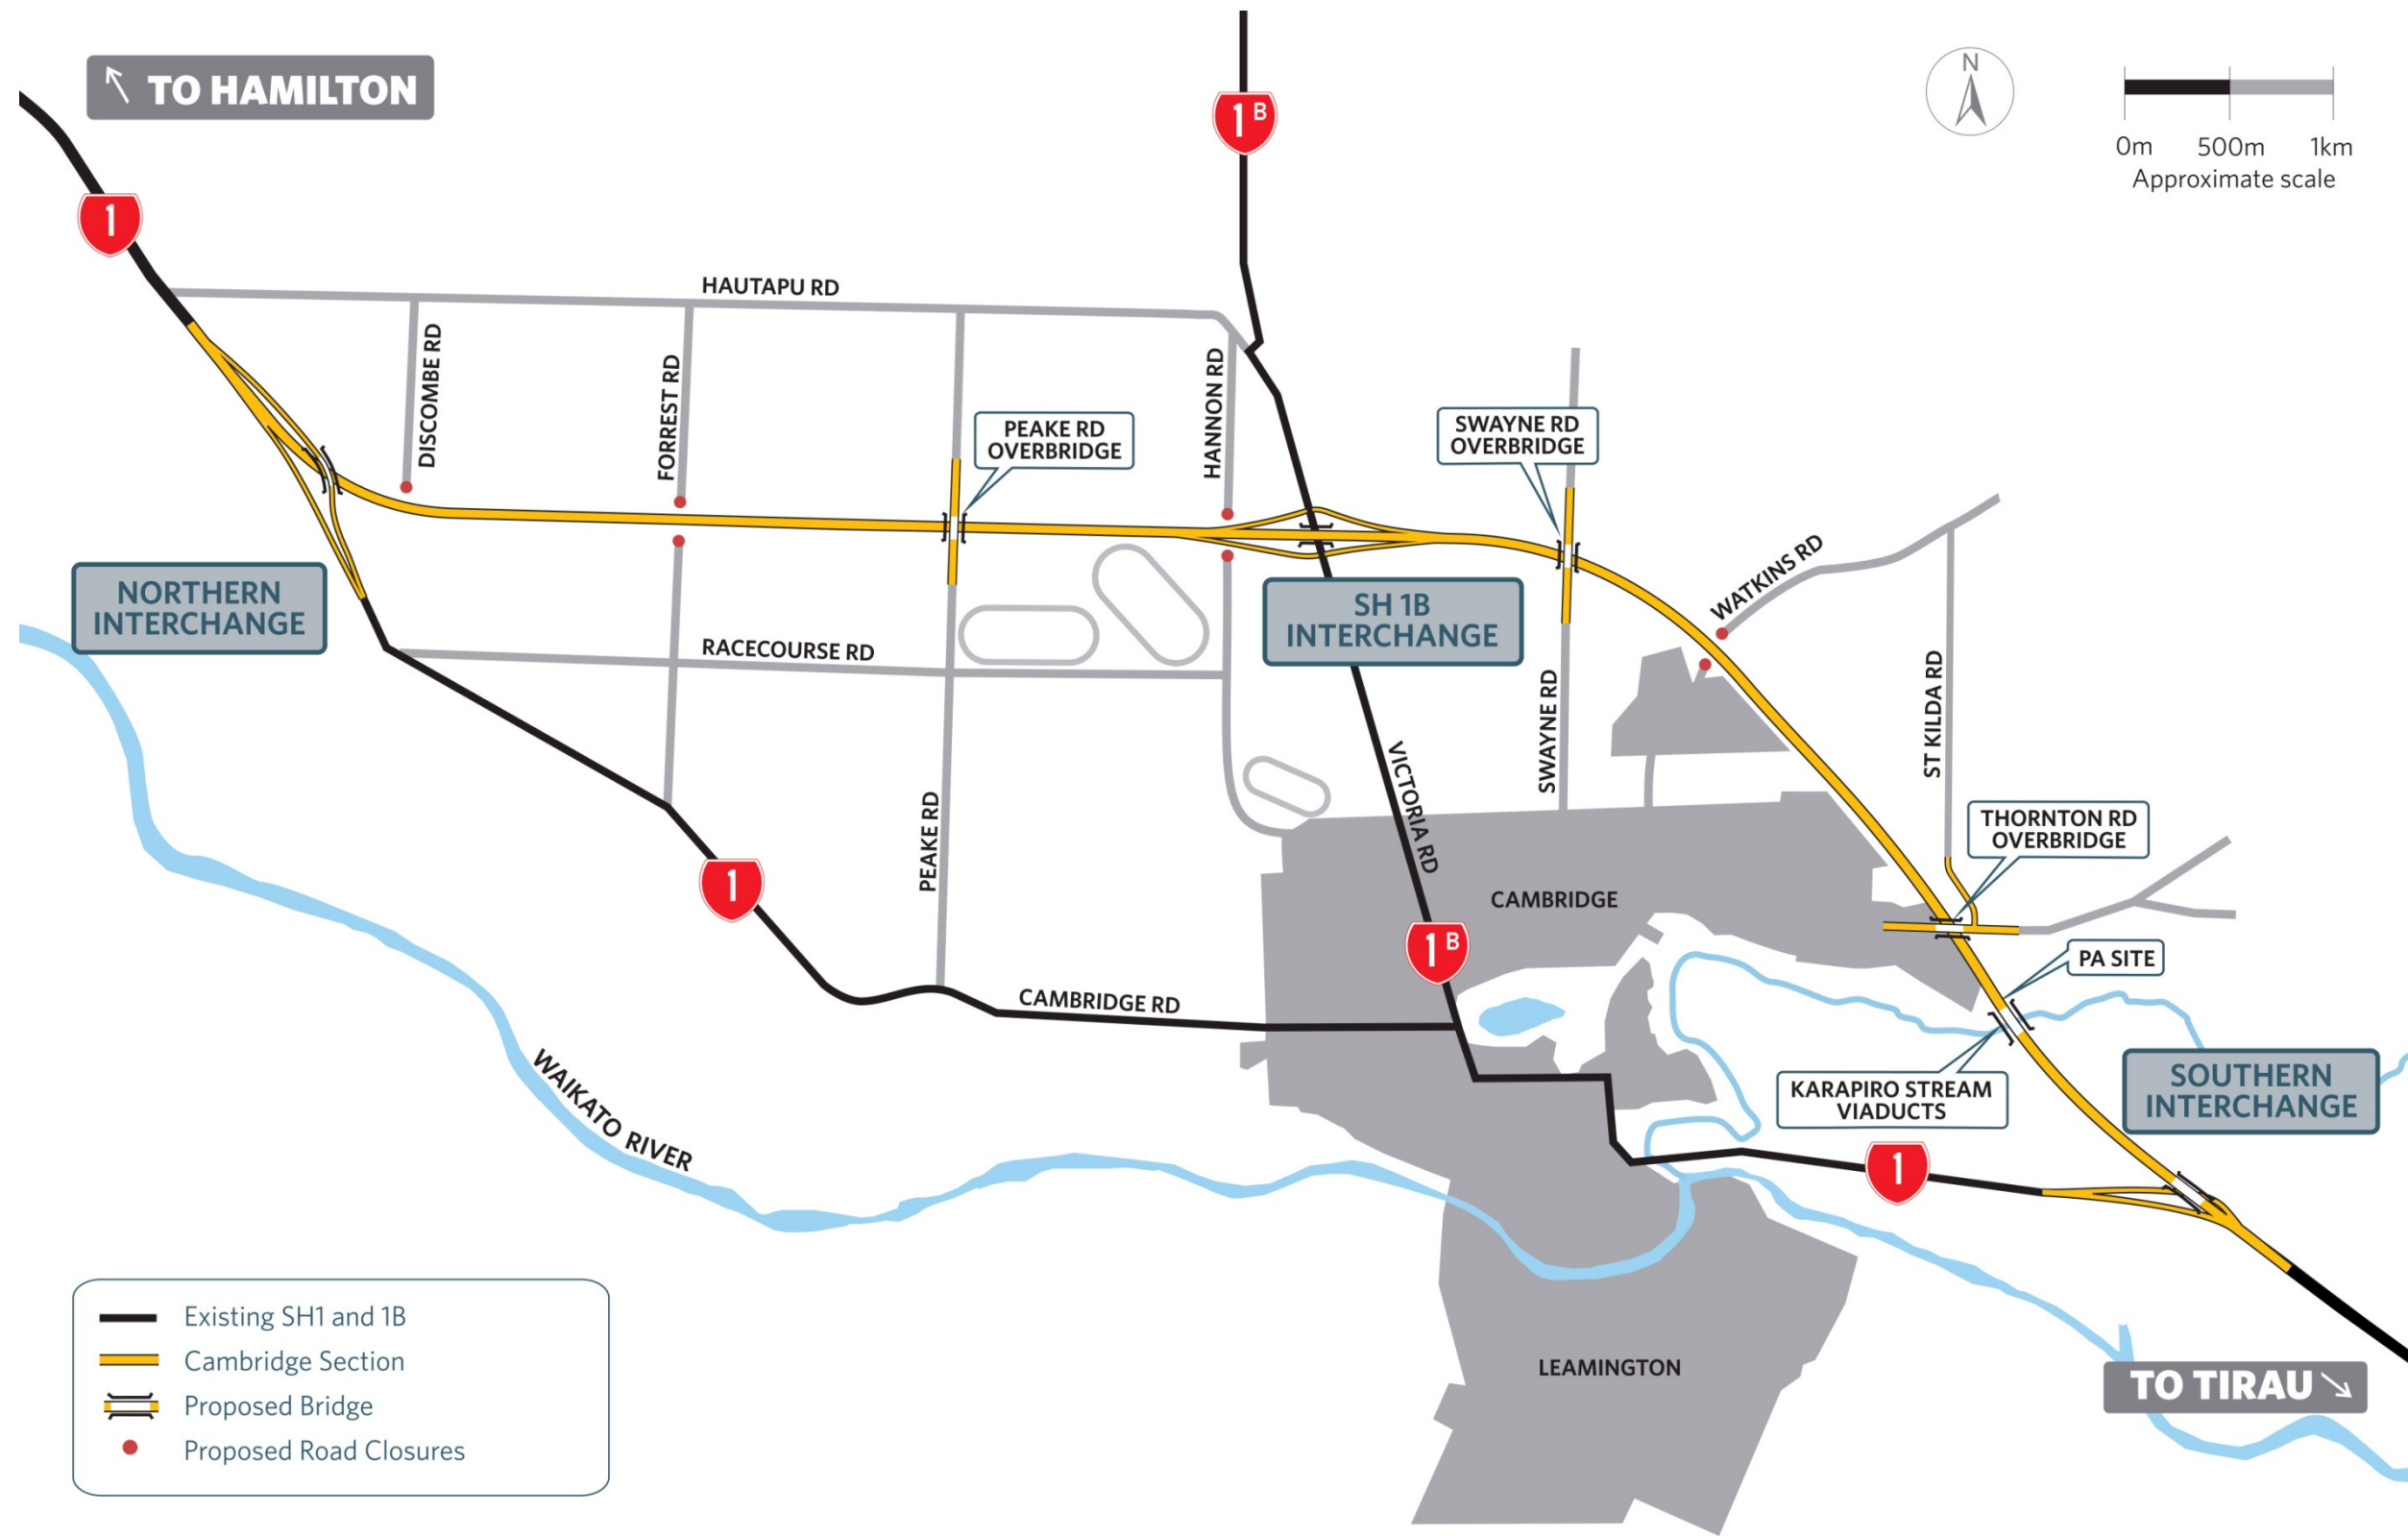 TO HAMILTON
N
0m 500m 1km
Approximate scale
1 B
1
HAUTAPU RD
DISCOMBE RD
FORREST RD
HANNON RD
PEAKE RD
OVERBRIDGE
SWAYNE RD
OVERBRIDGE
WATKINS RD
NORTHERN
INTERCHANGE
SH 1B
INTERCHANGE
RACECOURSE RD
SWAYNE RD
ST KILDA RD
VICTORIA RD
PEAKE RD
THORNTON RD
OVERBRIDGE
1
CAMBRIDGE
1 B
PA SITE
CAMBRIDGE RD
WAIKATO RIVER
KARAPIRO STREAM
VIADUCTS
SOUTHERN
INTERCHANGE
1
LEAMINGTON
TO TIRAU
Existing SH1 and 1B
Cambridge Section
Proposed Bridge
Proposed Road Closures